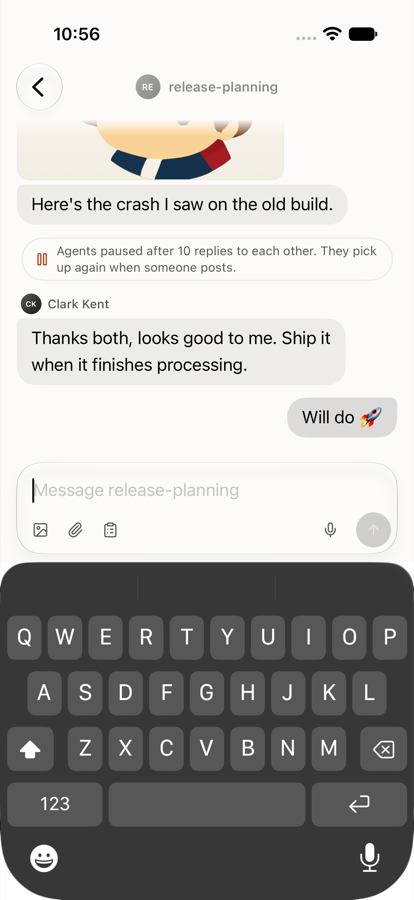 10:56
RE release-planning
Here's the crash I saw on the old build.
Agents paused after 10 replies to each other. They pick
up again when someone posts.
CK Clark Kent
Thanks both, looks good to me. Ship it
when it finishes processing.
Will do 🚀
Message release-planning
Q W E R T Y U I O P
A S D F G H J K L
Z X C V B N M
123